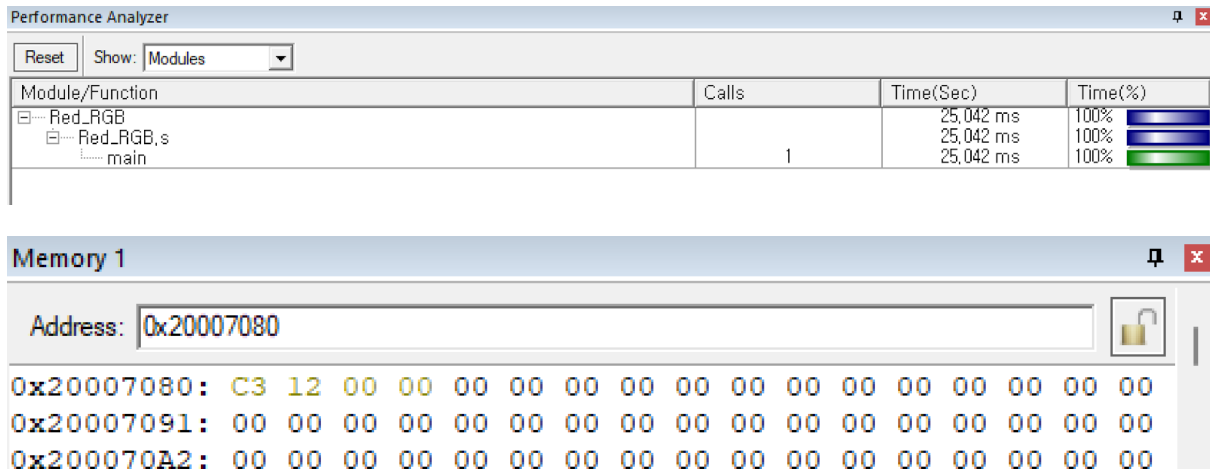 Performance Analyzer
Reset Show: Modules
Module/Function Calls Time(Sec) Time(%)
Red_RGB 25,042 ms 100%
Red_RGB,s 25,042 ms 100%
main 1 25,042 ms 100%
Memory 1
Address: 0x20007080
0x20007080: C3 12 00 00 00 00 00 00 00 00 00 00 00 00 00 00 00
0x20007091: 00 00 00 00 00 00 00 00 00 00 00 00 00 00 00 00 00
0x200070A2: 00 00 00 00 00 00 00 00 00 00 00 00 00 00 00 00 00